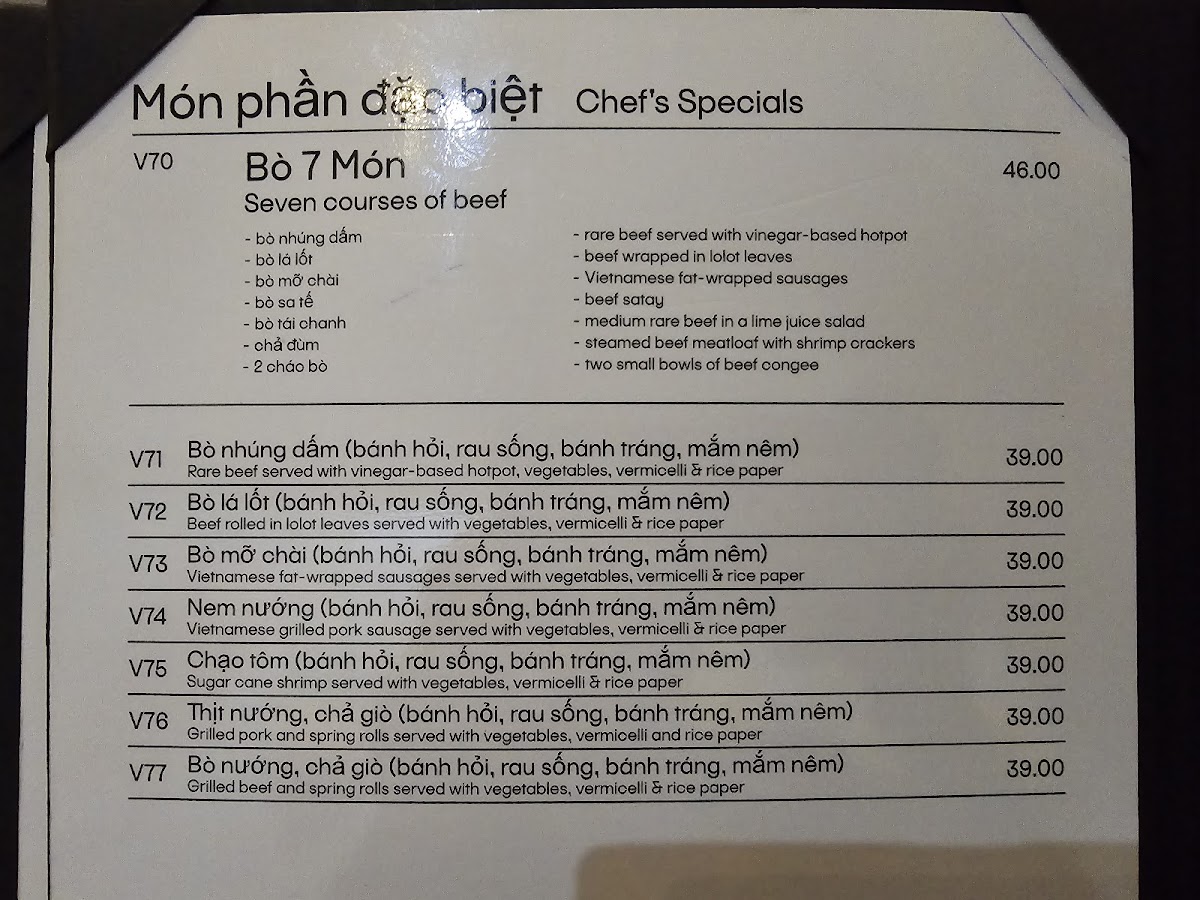 Món phần đặc biệt Chef's Specials
V70 Bò 7 Món 46.00
Seven courses of beef
- bò nhúng dấm - rare beef served with vinegar-based hotpot
- bò lá lốt - beef wrapped in lolot leaves
- bò mỡ chài - Vietnamese fat-wrapped sausages
- bò sa tế - beef satay
- bò tái chanh - medium rare beef in a lime juice salad
- chả đùm - steamed beef meatloaf with shrimp crackers
- 2 cháo bò - two small bowls of beef congee
V71 Bò nhúng dấm (bánh hỏi, rau sống, bánh tráng, mắm nêm) 39.00
Rare beef served with vinegar-based hotpot, vegetables, vermicelli & rice paper
V72 Bò lá lốt (bánh hỏi, rau sống, bánh tráng, mắm nêm) 39.00
Beef rolled in lolot leaves served with vegetables, vermicelli & rice paper
V73 Bò mỡ chài (bánh hỏi, rau sống, bánh tráng, mắm nêm) 39.00
Vietnamese fat-wrapped sausages served with vegetables, vermicelli & rice paper
V74 Nem nướng (bánh hỏi, rau sống, bánh tráng, mắm nêm) 39.00
Vietnamese grilled pork sausage served with vegetables, vermicelli & rice paper
V75 Chạo tôm (bánh hỏi, rau sống, bánh tráng, mắm nêm) 39.00
Sugar cane shrimp served with vegetables, vermicelli & rice paper
V76 Thịt nướng, chả giò (bánh hỏi, rau sống, bánh tráng, mắm nêm) 39.00
Grilled pork and spring rolls served with vegetables, vermicelli and rice paper
V77 Bò nướng, chả giò (bánh hỏi, rau sống, bánh tráng, mắm nêm) 39.00
Grilled beef and spring rolls served with vegetables, vermicelli & rice paper